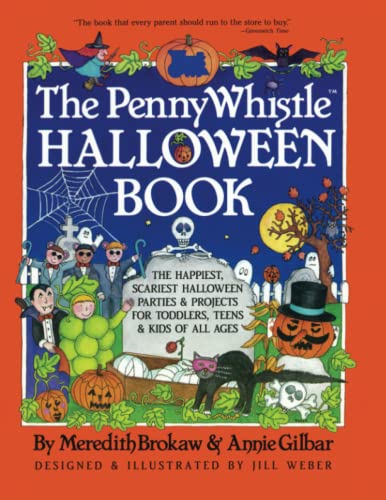 "The book that every parent should run to the store to buy."
—Greenwich Time
The Penny Whistle™
HALLOWEEN
BOOK
THE HAPPIEST,
SCARIEST HALLOWEEN
PARTIES & PROJECTS
FOR TODDLERS, TEENS
& KIDS OF ALL AGES
By Meredith Brokaw & Annie Gilbar
DESIGNED & ILLUSTRATED BY JILL WEBER